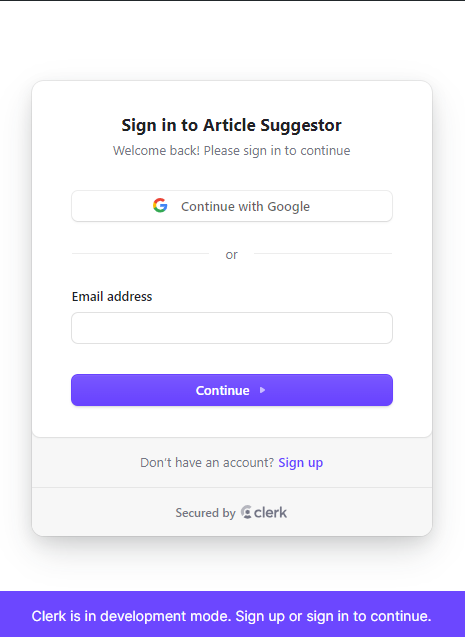 Sign in to Article Suggestor
Welcome back! Please sign in to continue
Continue with Google
or
Email address
Continue
Don't have an account? Sign up
Secured by clerk
Clerk is in development mode. Sign up or sign in to continue.